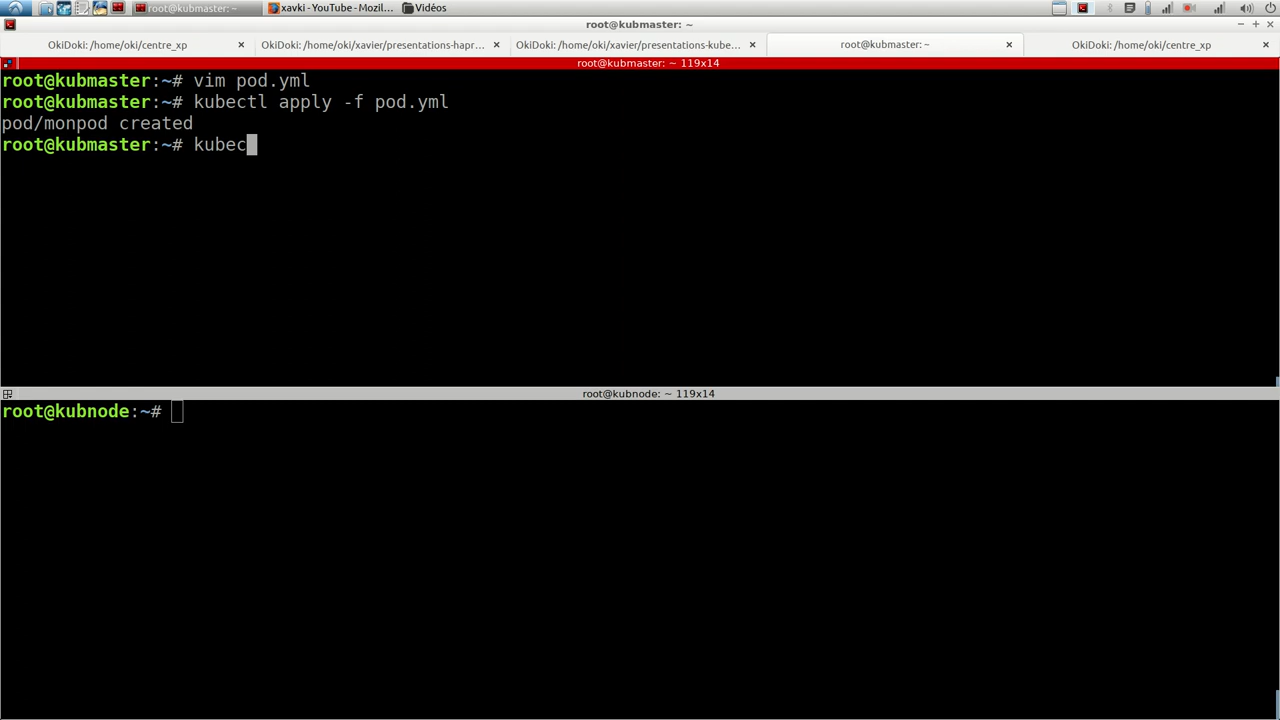 root@kubmaster: ~
xavki - YouTube - Mozil...
Vidéos
root@kubmaster: ~
OkiDoki: /home/oki/centre_xp
OkiDoki: /home/oki/xavier/presentations-hapr...
OkiDoki: /home/oki/xavier/presentations-kube...
root@kubmaster: ~
OkiDoki: /home/oki/centre_xp
root@kubmaster: ~ 119x14
root@kubmaster:~# vim pod.yml
root@kubmaster:~# kubectl apply -f pod.yml
pod/monpod created
root@kubmaster:~# kubec
root@kubnode: ~ 119x14
root@kubnode:~#